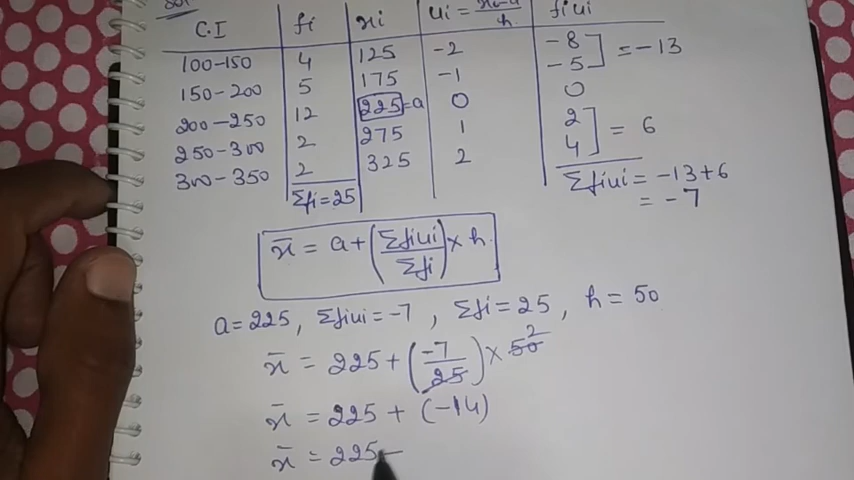 C.I fi xi ui = xi-a/h fiui
100-150 4 125 -2 -8
150-200 5 175 -1 -5 ] = -13
200-250 12 225=a 0 0
250-300 2 275 1 2
300-350 2 325 2 4 ] = 6
Σfi=25 Σfiui = -13+6
= -7
x̄ = a+(Σfiui/Σfi)×h
a=225, Σfiui=-7, Σfi=25, h=50
x̄ = 225+(-7/25)×50 2
x̄ = 225 + (-14)
x̄ = 225-